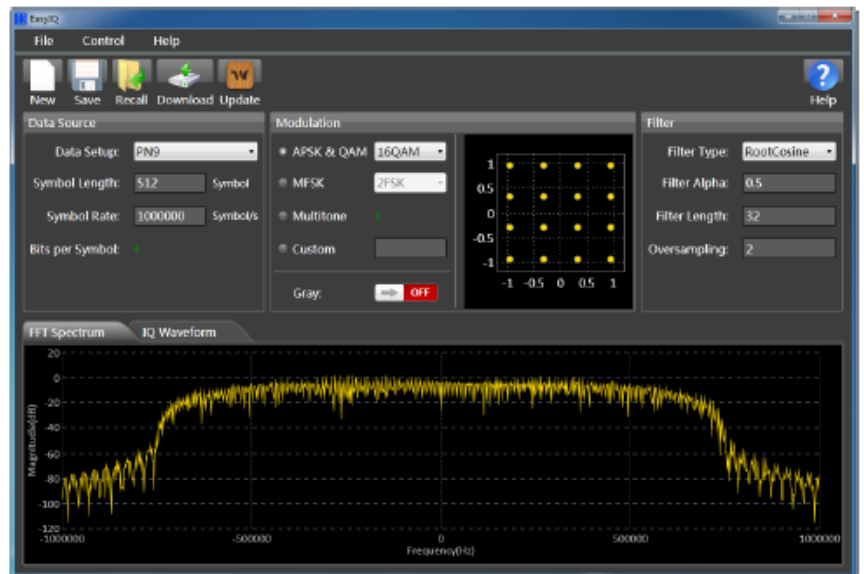 EasyIQ
File Control Help
New Save Recall Download Update Help
Data Source
Data Setup: PN9
Symbol Length: 512 Symbol
Symbol Rate: 1000000 Symbol/s
Bits per Symbol: 4
Modulation
APSK & QAM 16QAM
MFSK 2FSK
Multitone 1
Custom
Gray: OFF
1
0.5
0
-0.5
-1
-1 -0.5 0 0.5 1
Filter
Filter Type: RootCosine
Filter Alpha: 0.5
Filter Length: 32
Oversampling: 2
FFT Spectrum IQ Waveform
Magnitude(dB)
20
0
-20
-40
-60
-80
-100
-120
-1000000 -500000 0 500000 1000000
Frequency(Hz)